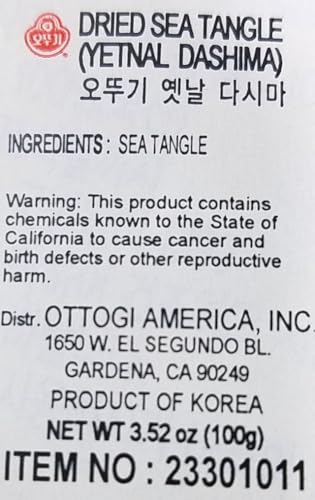 오뚜기
DRIED SEA TANGLE
(YETNAL DASHIMA)
오뚜기 옛날 다시마
INGREDIENTS : SEA TANGLE
Warning: This product contains
chemicals known to the State of
California to cause cancer and
birth defects or other reproductive
harm.
Distr. OTTOGI AMERICA, INC.
1650 W. EL SEGUNDO BL.
GARDENA, CA 90249
PRODUCT OF KOREA
NET WT 3.52 oz (100g)
ITEM NO : 23301011